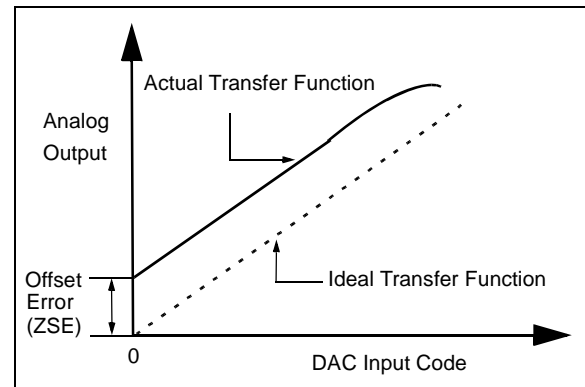 Actual Transfer Function
Analog
Output
Ideal Transfer Function
Offset
Error
(ZSE)
0
DAC Input Code